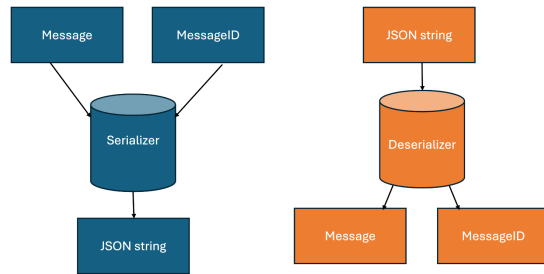 Message
MessageID
Serializer
JSON string
JSON string
Deserializer
Message
MessageID